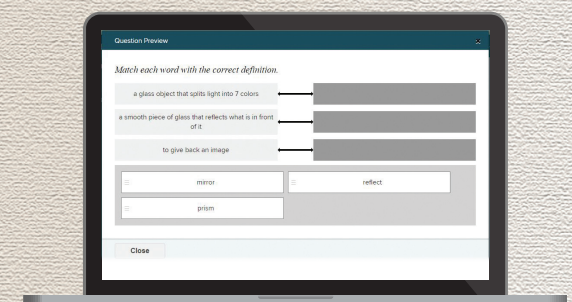 Question Preview
Match each word with the correct definition.
a glass object that splits light into 7 colors
a smooth piece of glass that reflects what is in front
of it
to give back an image
mirror
reflect
prism
Close